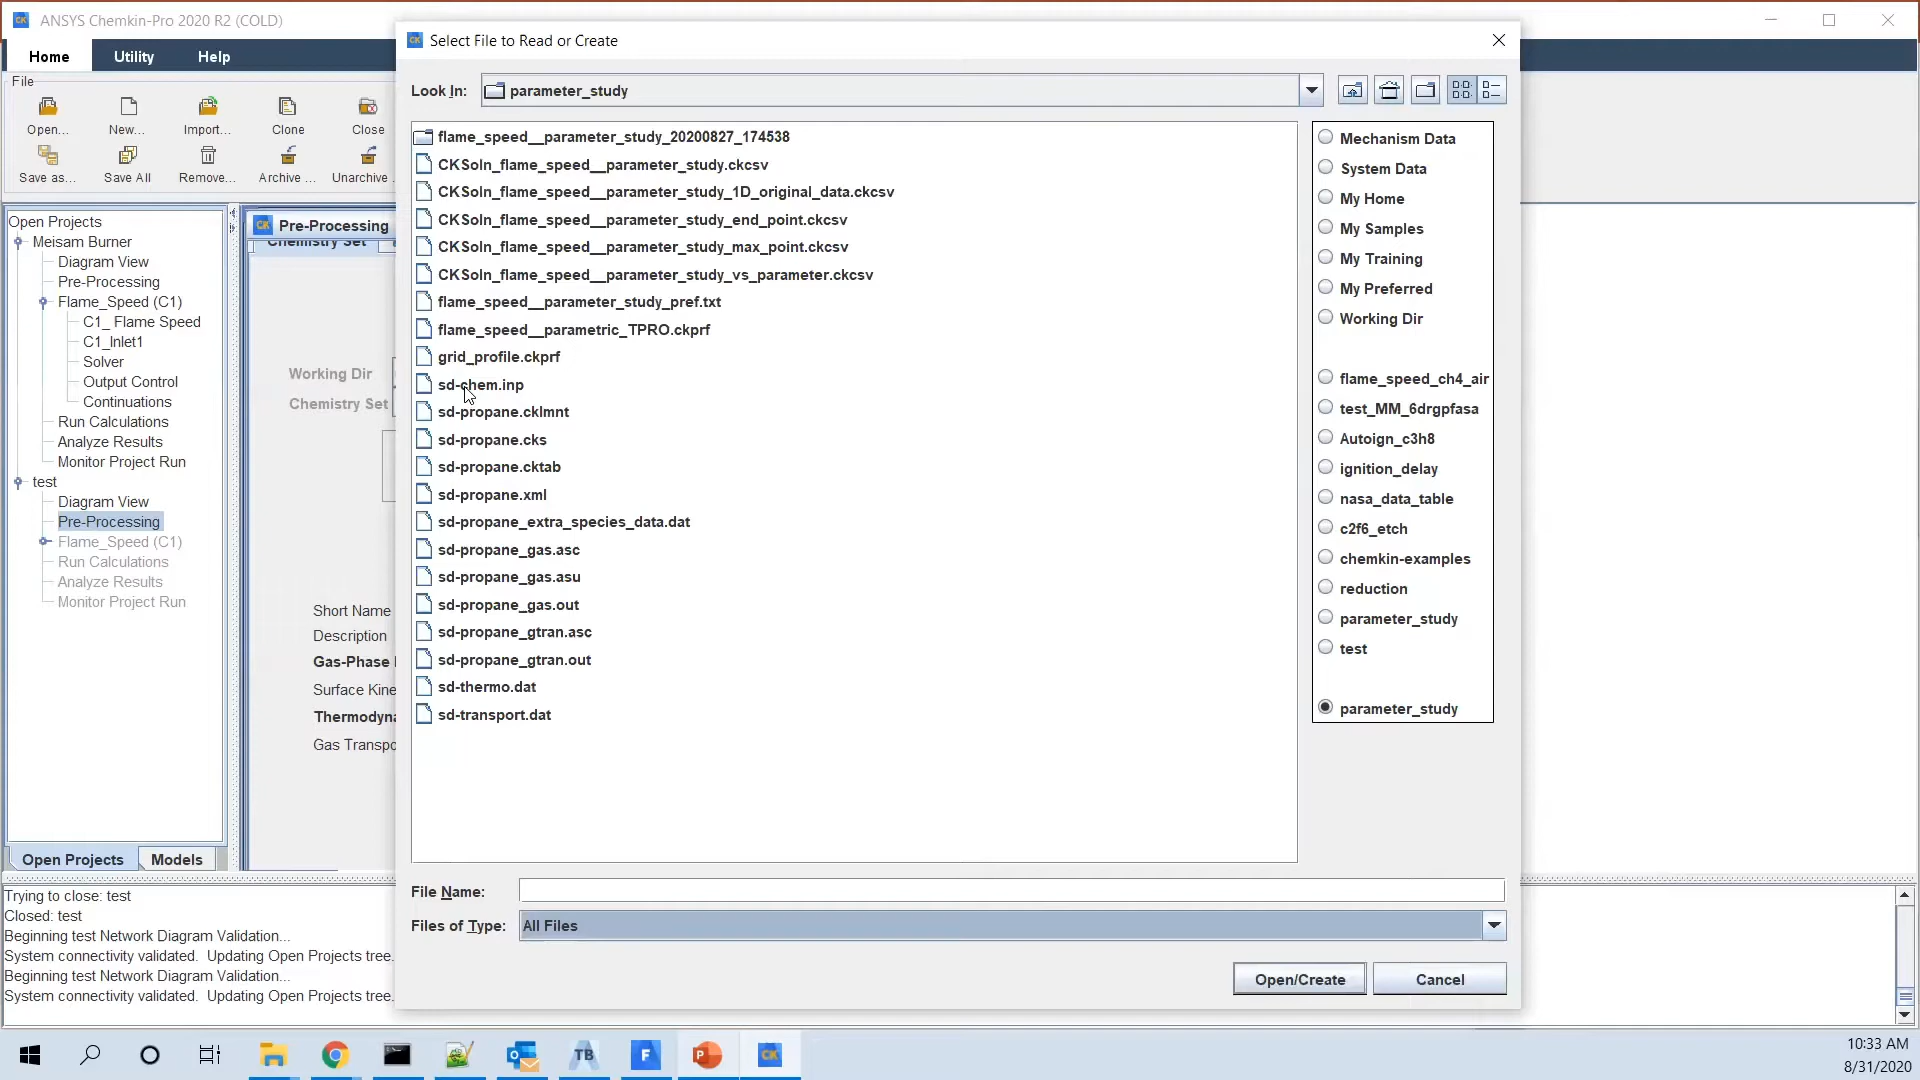 ANSYS Chemkin-Pro 2020 R2 (COLD)
Home Utility Help
File
Open... New... Import... Clone Close
Save as... Save All Remove... Archive ... Unarchive
Open Projects
Meisam Burner
Diagram View
Pre-Processing
Flame_Speed (C1)
C1_ Flame Speed
C1_Inlet1
Solver
Output Control
Continuations
Run Calculations
Analyze Results
Monitor Project Run
test
Diagram View
Pre-Processing
Flame_Speed (C1)
Run Calculations
Analyze Results
Monitor Project Run
Open Projects Models
Pre-Processing
Chemistry Set
Working Dir
Chemistry Set
Short Name
Description
Gas-Phase
Surface Kine
Thermodyna
Gas Transpo
Select File to Read or Create
Look In: parameter_study
flame_speed__parameter_study_20200827_174538
CKSoln_flame_speed__parameter_study.ckcsv
CKSoln_flame_speed__parameter_study_1D_original_data.ckcsv
CKSoln_flame_speed__parameter_study_end_point.ckcsv
CKSoln_flame_speed__parameter_study_max_point.ckcsv
CKSoln_flame_speed__parameter_study_vs_parameter.ckcsv
flame_speed__parameter_study_pref.txt
flame_speed__parametric_TPRO.ckprf
grid_profile.ckprf
sd-chem.inp
sd-propane.cklmnt
sd-propane.cks
sd-propane.cktab
sd-propane.xml
sd-propane_extra_species_data.dat
sd-propane_gas.asc
sd-propane_gas.asu
sd-propane_gas.out
sd-propane_gtran.asc
sd-propane_gtran.out
sd-thermo.dat
sd-transport.dat
Mechanism Data
System Data
My Home
My Samples
My Training
My Preferred
Working Dir
flame_speed_ch4_air
test_MM_6drgpfasa
Autoign_c3h8
ignition_delay
nasa_data_table
c2f6_etch
chemkin-examples
reduction
parameter_study
test
parameter_study
File Name:
Files of Type: All Files
Open/Create Cancel
Trying to close: test
Closed: test
Beginning test Network Diagram Validation...
System connectivity validated. Updating Open Projects tree.
Beginning test Network Diagram Validation...
System connectivity validated. Updating Open Projects tree.
TB F CK
10:33 AM
8/31/2020